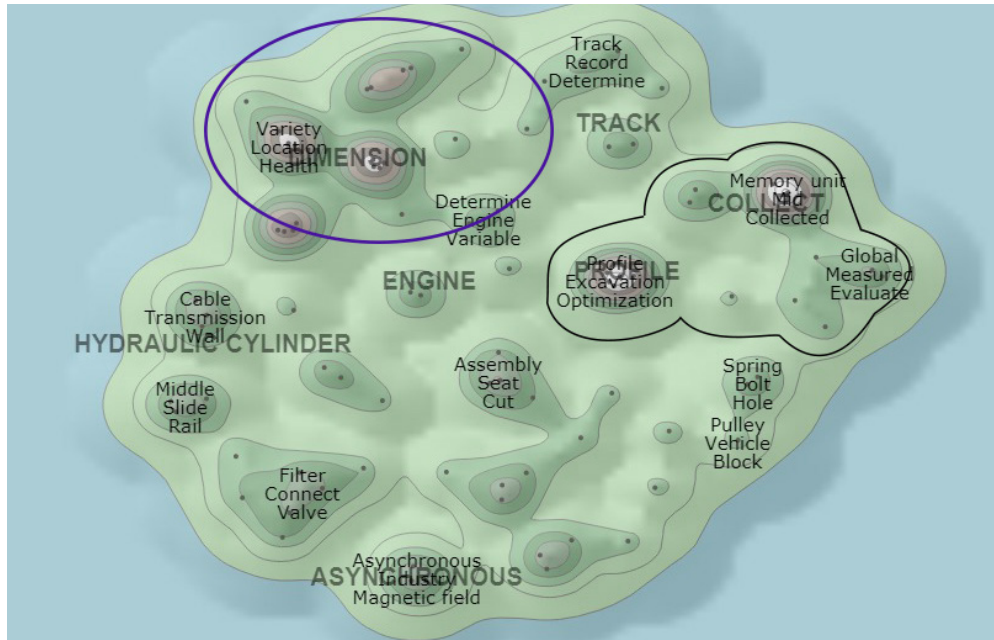 Track
Record
Determine
TRACK
Variety
Location
Health
DIMENSION
Memory unit
Mid
Collected
COLLECT
Determine
Engine
Variable
ENGINE
Profile
Excavation
Optimization
PROFILE
Global
Measured
Evaluate
Cable
Transmission
Wall
HYDRAULIC CYLINDER
Assembly
Seat
Cut
Spring
Bolt
Hole
Middle
Slide
Rail
Pulley
Vehicle
Block
Filter
Connect
Valve
Asynchronous
Industry
Magnetic field
ASYNCHRONOUS